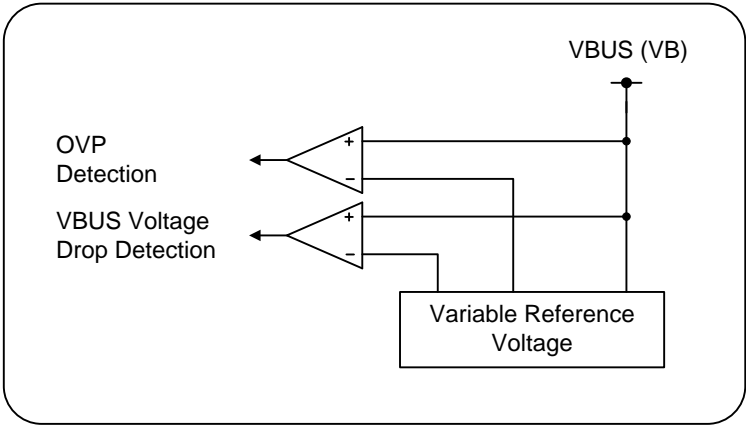 VBUS (VB)
OVP
Detection
+
−
VBUS Voltage
Drop Detection
+
−
Variable Reference
Voltage